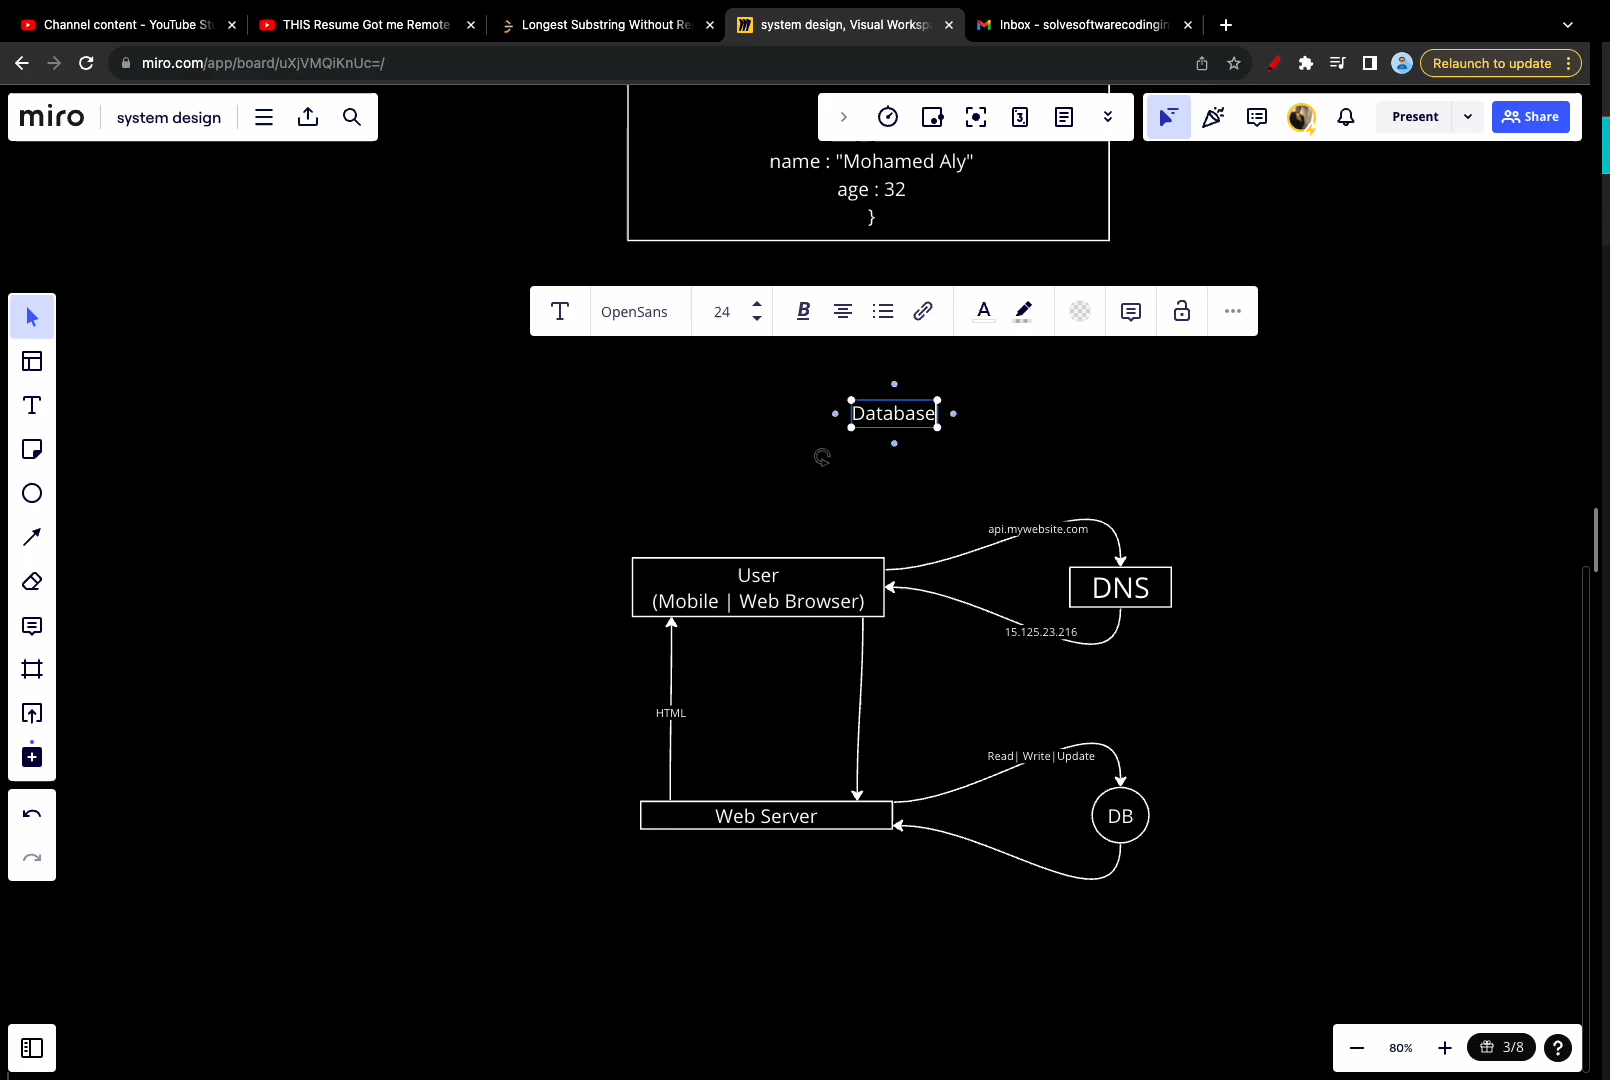 Channel content - YouTube St
THIS Resume Got me Remote
Longest Substring Without Re
system design, Visual Worksp
Inbox - solvesoftwarecodingin
miro.com/app/board/uXjVMQiKnUc=/
Relaunch to update
miro
system design
3
Present
Share
name : "Mohamed Aly"
age : 32
}
OpenSans
24
B
A
Database
api.mywebsite.com
User
(Mobile | Web Browser)
DNS
15.125.23.216
HTML
Read| Write|Update
Web Server
DB
80%
3/8
?